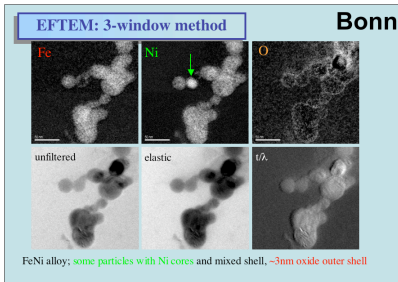 EFTEM: 3-window method
Bonn
Fe
Ni
O
unfiltered
elastic
t/λ
FeNi alloy; some particles with Ni cores and mixed shell, ~3nm oxide outer shell